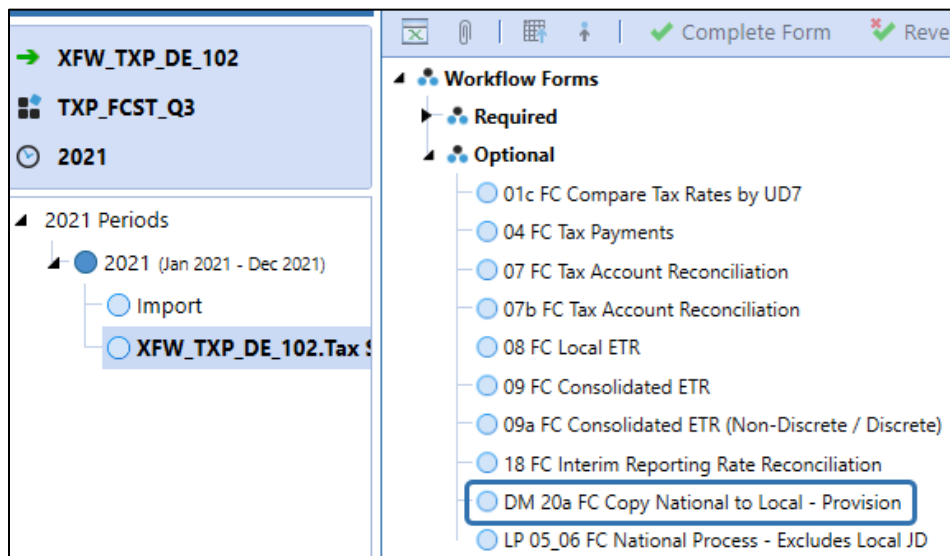 XFW_TXP_DE_102
TXP_FCST_Q3
2021
2021 Periods
2021 (Jan 2021 - Dec 2021)
Import
XFW_TXP_DE_102.Tax
Complete Form
Reve
Workflow Forms
Required
Optional
01c FC Compare Tax Rates by UD7
04 FC Tax Payments
07 FC Tax Account Reconciliation
07b FC Tax Account Reconciliation
08 FC Local ETR
09 FC Consolidated ETR
09a FC Consolidated ETR (Non-Discrete / Discrete)
18 FC Interim Reporting Rate Reconciliation
DM 20a FC Copy National to Local - Provision
LP 05_06 FC National Process - Excludes Local JD